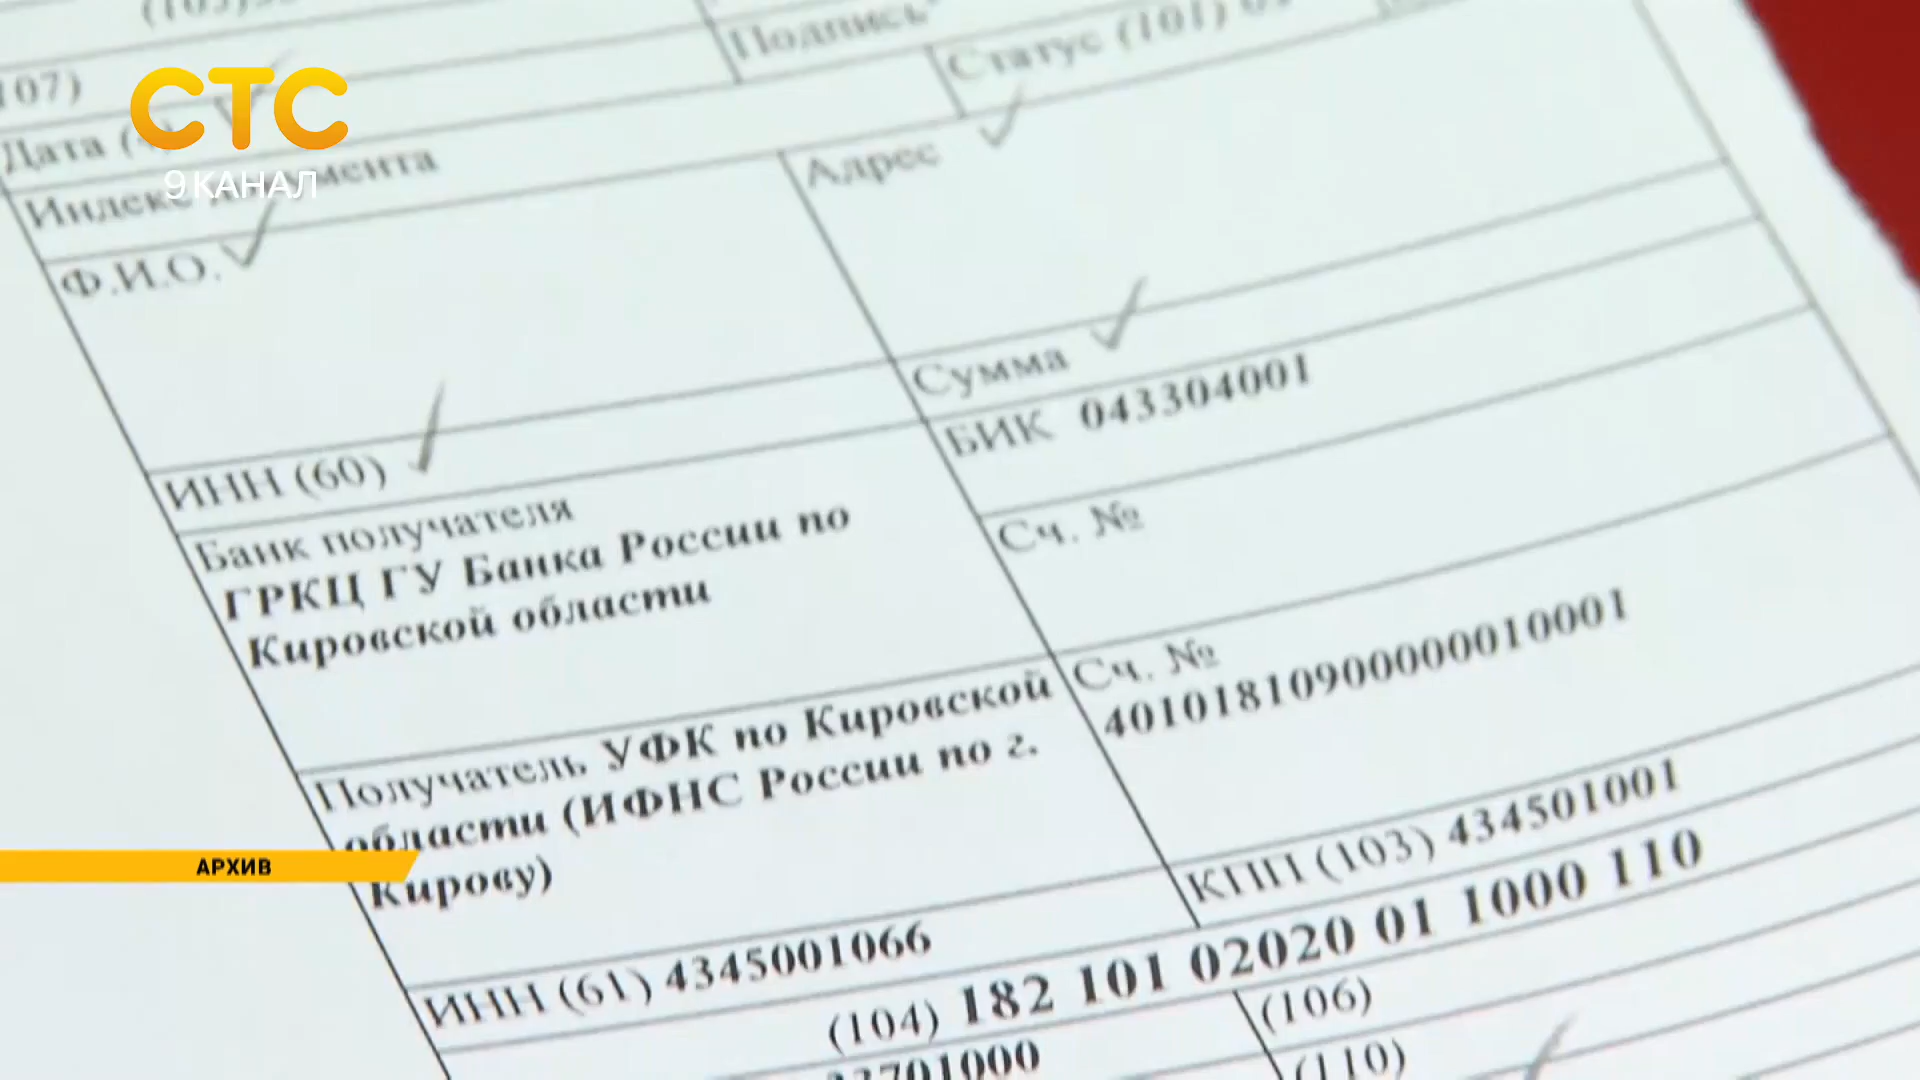 Подпись
Статус (101)
107)
СТС
Дата
9 КАНАЛ
Индекс
Ф.И.О.
Адрес
Сумма
ИНН (60)
БИК 043304001
Банк получателя
ГРКЦ ГУ Банка России по
Кировской области
Сч. №
Получатель УФК по Кировской
области (ИФНС России по г.
Кирову)
Сч. №
40101810900000010001
АРХИВ
ИНН (61) 4345001066
КПП (103) 434501001
(104) 182 101 02020 01 1000 110
(106)
(110)